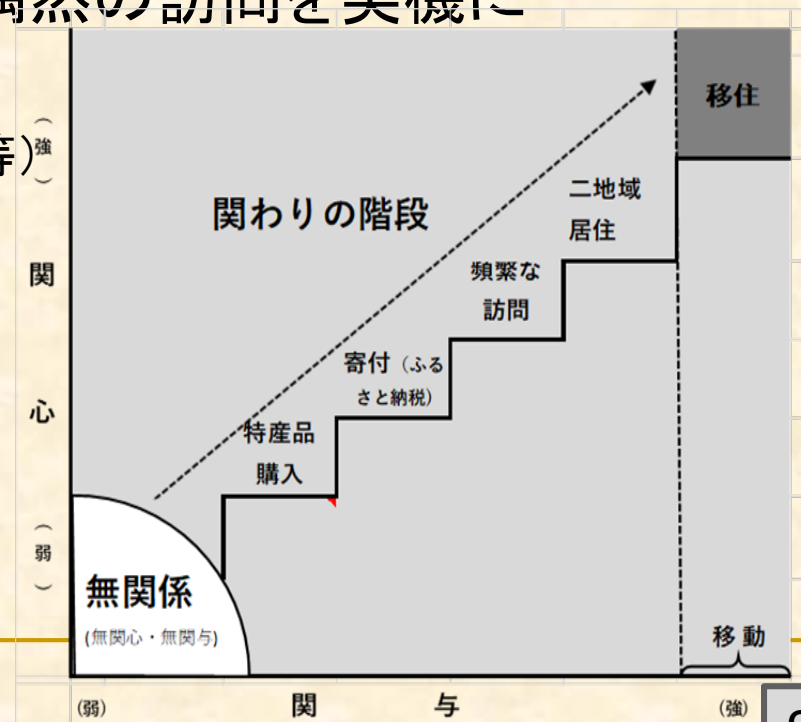 の訪問を契機に
移住
（強）
等）
関わりの階段
二地域
居住
関
頻繁な
訪問
寄付（ふる
さと納税）
心
特産品
購入
（弱）
無関係
(無関心・無関与)
移 動
(弱)
関
与
(強)